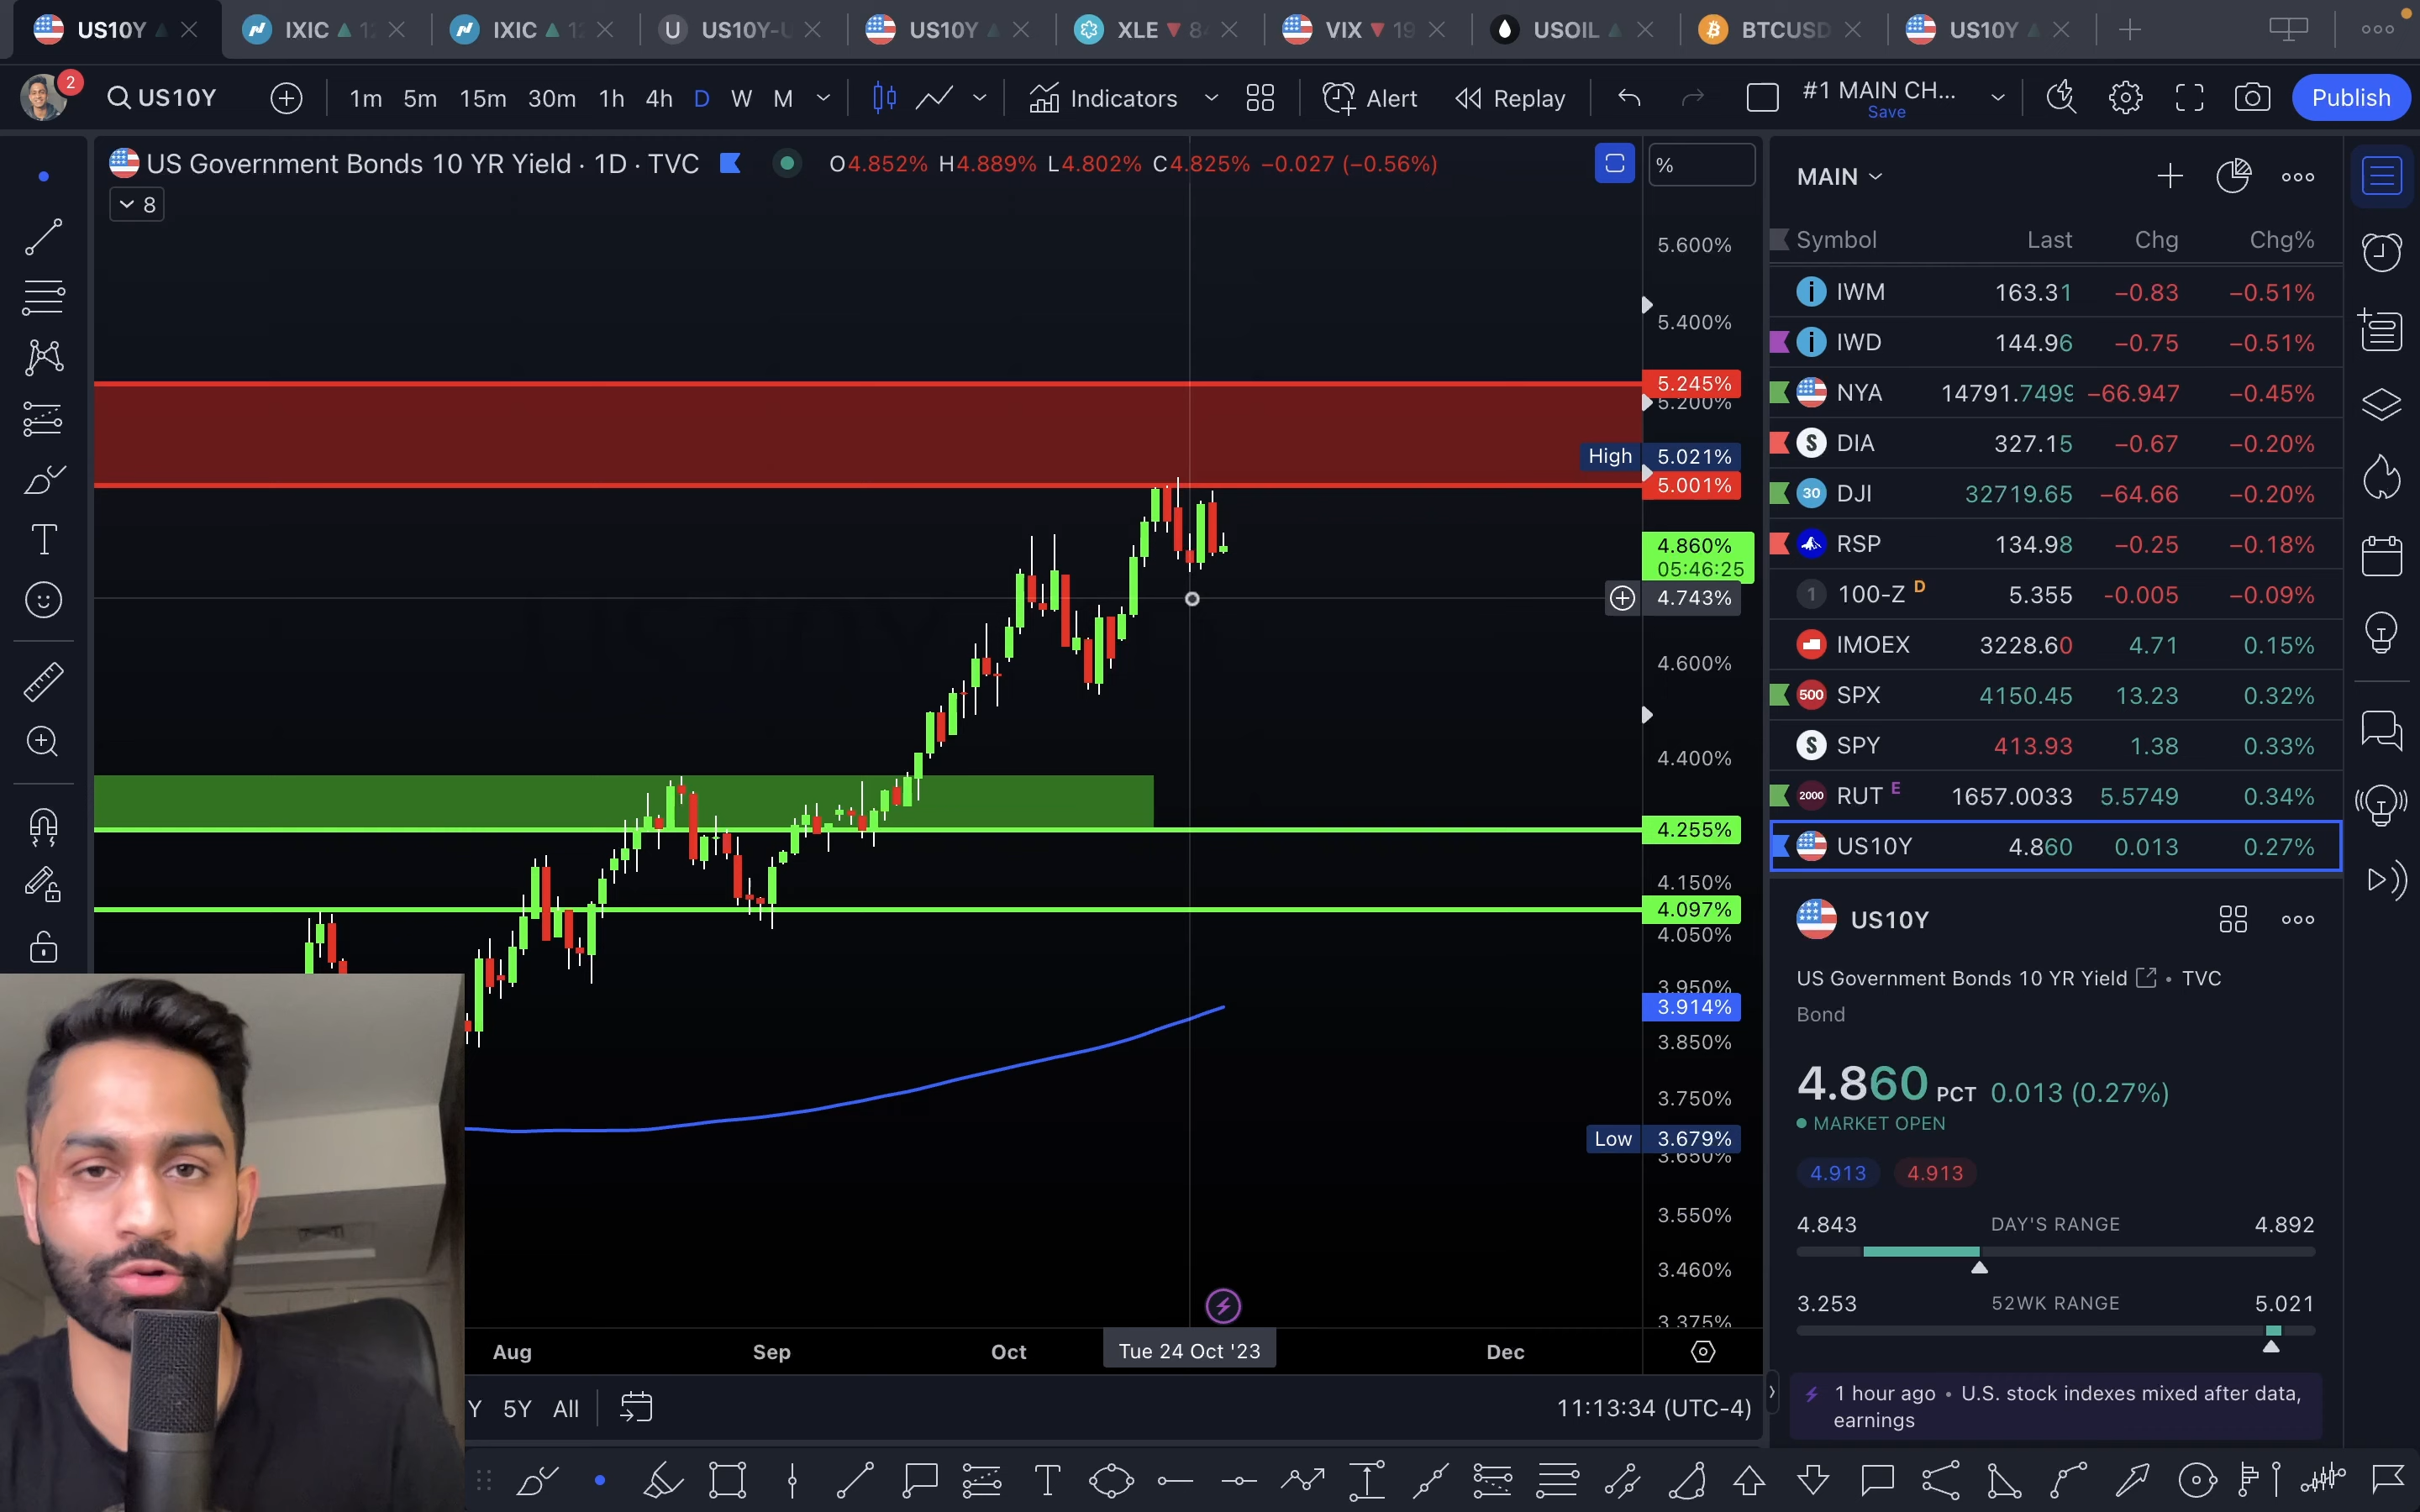 US10Y IXIC IXIC US10Y-U US10Y XLE VIX 19 USOIL BTCUSD US10Y
2 US10Y 1m 5m 15m 30m 1h 4h D W M Indicators Alert Replay #1 MAIN CH... Save Publish
US Government Bonds 10 YR Yield · 1D · TVC O4.852% H4.889% L4.802% C4.825% −0.027 (−0.56%) %
8
5.600%
5.400%
5.245%
5.200%
High 5.021%
5.001%
4.860%
05:46:25
4.743%
4.600%
4.400%
4.255%
4.150%
4.097%
4.050%
3.950%
3.914%
3.850%
3.750%
Low 3.679%
3.650%
3.550%
3.460%
3.375%
Aug Sep Oct Tue 24 Oct '23 Dec
Y 5Y All 11:13:34 (UTC-4)
MAIN
Symbol Last Chg Chg%
IWM 163.31 −0.83 −0.51%
IWD 144.96 −0.75 −0.51%
NYA 14791.7499 −66.947 −0.45%
S DIA 327.15 −0.67 −0.20%
30 DJI 32719.65 −64.66 −0.20%
RSP 134.98 −0.25 −0.18%
1 100-Z D 5.355 -0.005 −0.09%
IMOEX 3228.60 4.71 0.15%
500 SPX 4150.45 13.23 0.32%
S SPY 413.93 1.38 0.33%
2000 RUT E 1657.0033 5.5749 0.34%
US10Y 4.860 0.013 0.27%
US10Y
US Government Bonds 10 YR Yield • TVC
Bond
4.860 PCT 0.013 (0.27%)
MARKET OPEN
4.913 4.913
4.843 DAY'S RANGE 4.892
3.253 52WK RANGE 5.021
1 hour ago • U.S. stock indexes mixed after data,
earnings